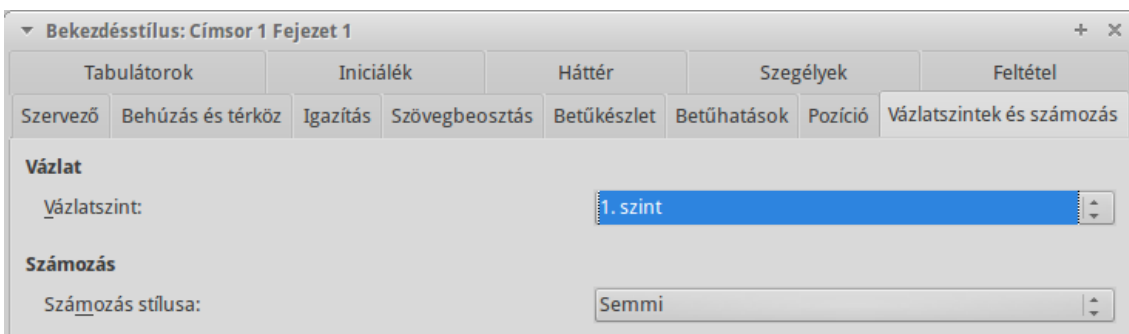 Bekezdésstílus: Címsor 1 Fejezet 1
Tabulátorok Iniciálék Háttér Szegélyek Feltétel
Szervező Behúzás és térköz Igazítás Szövegbeosztás Betűkészlet Betűhatások Pozíció Vázlatszintek és számozás
Vázlat
Vázlatszint: 1. szint
Számozás
Számozás stílusa: Semmi